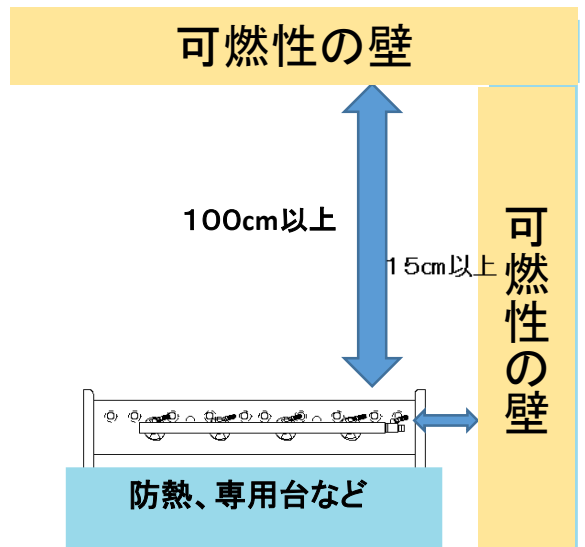 可燃性の壁
100cm以上
15cm以上
可燃性の壁
防熱、専用台など